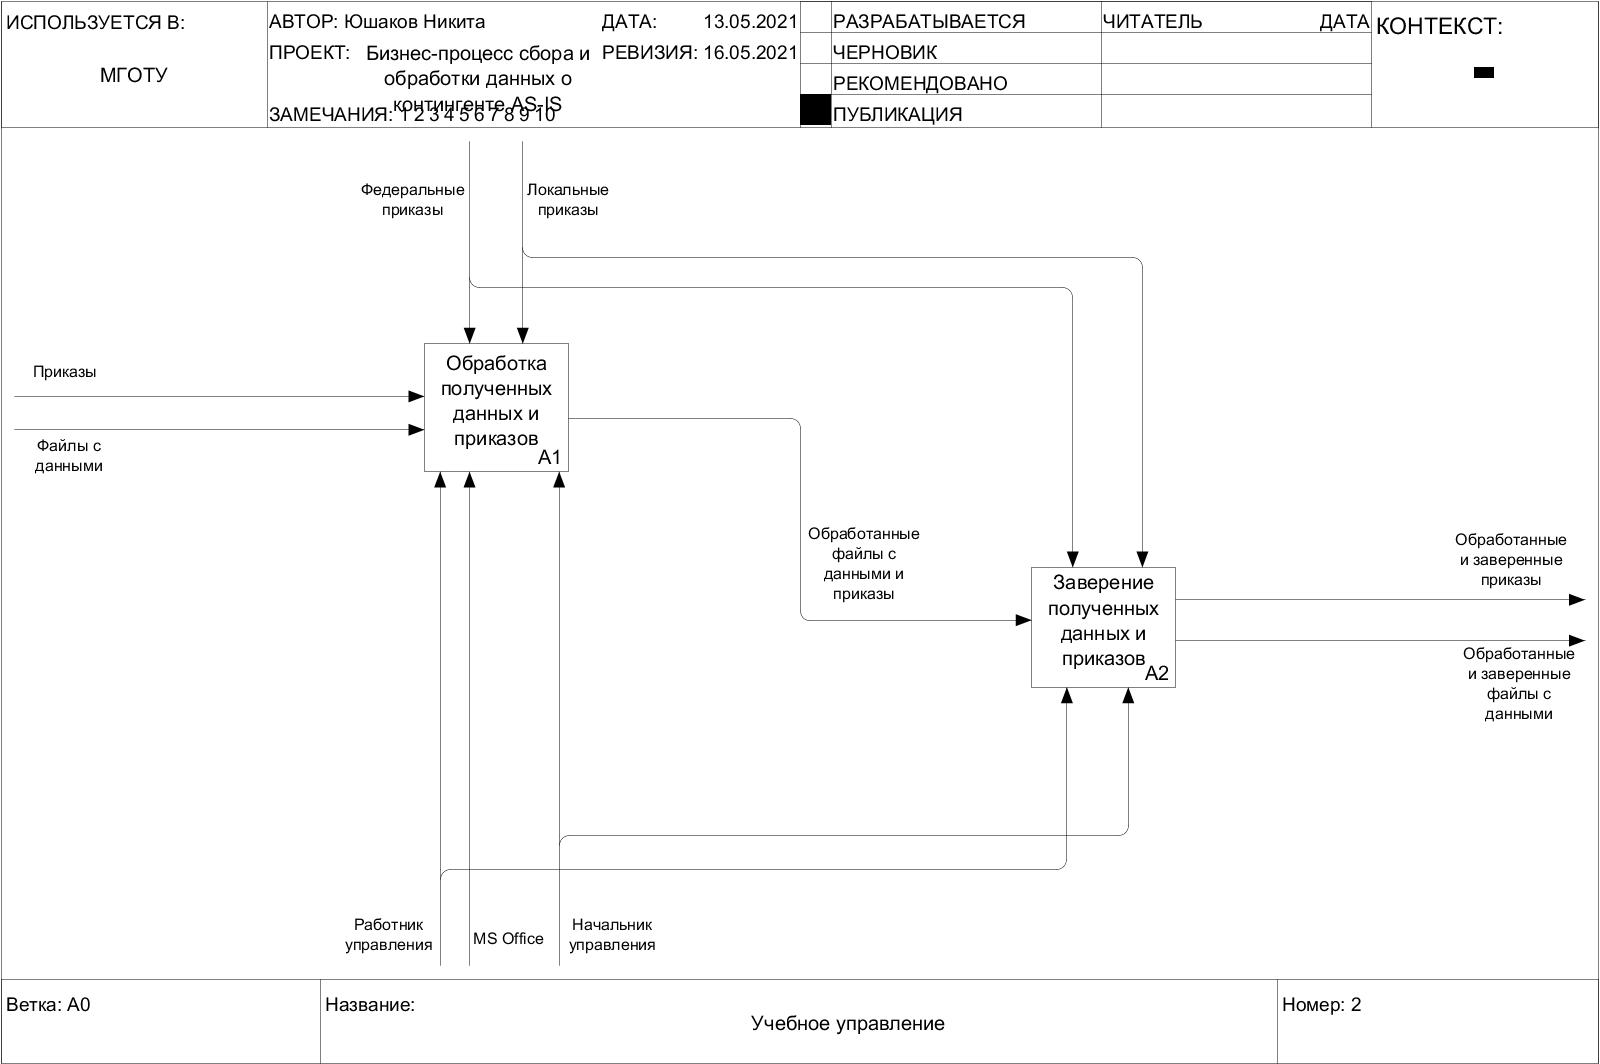 ИСПОЛЬЗУЕТСЯ В:
МГОТУ
АВТОР: Юшаков Никита
ДАТА: 13.05.2021
ПРОЕКТ: Бизнес-процесс сбора и
обработки данных о
контингенте AS-IS
РЕВИЗИЯ: 16.05.2021
ЗАМЕЧАНИЯ: 1 2 3 4 5 6 7 8 9 10
РАЗРАБАТЫВАЕТСЯ
ЧЕРНОВИК
РЕКОМЕНДОВАНО
ПУБЛИКАЦИЯ
ЧИТАТЕЛЬ
ДАТА
КОНТЕКСТ:
Федеральные
приказы
Локальные
приказы
Приказы
Файлы с
данными
Обработка
полученных
данных и
приказов
A1
Обработанные
файлы с
данными и
приказы
Заверение
полученных
данных и
приказов
A2
Обработанные
и заверенные
приказы
Обработанные
и заверенные
файлы с
данными
Работник
управления
MS Office
Начальник
управления
Ветка: A0
Название:
Учебное управление
Номер: 2